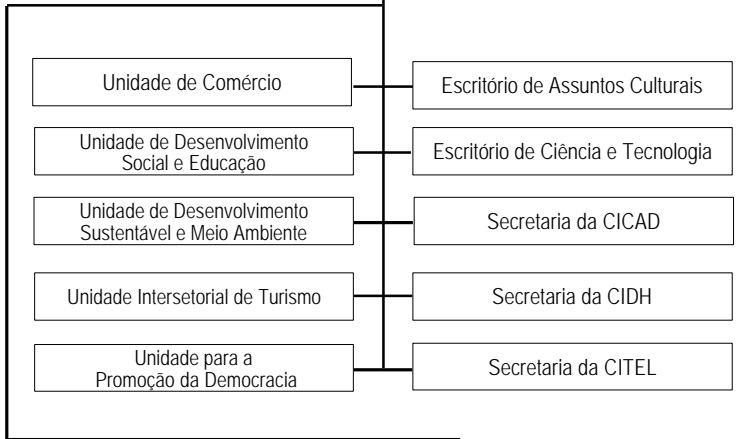 Unidade de Comércio
Escritório de Assuntos Culturais
Unidade de Desenvolvimento
Social e Educação
Escritório de Ciência e Tecnologia
Unidade de Desenvolvimento
Sustentável e Meio Ambiente
Secretaria da CICAD
Unidade Intersetorial de Turismo
Secretaria da CIDH
Unidade para a
Promoção da Democracia
Secretaria da CITEL